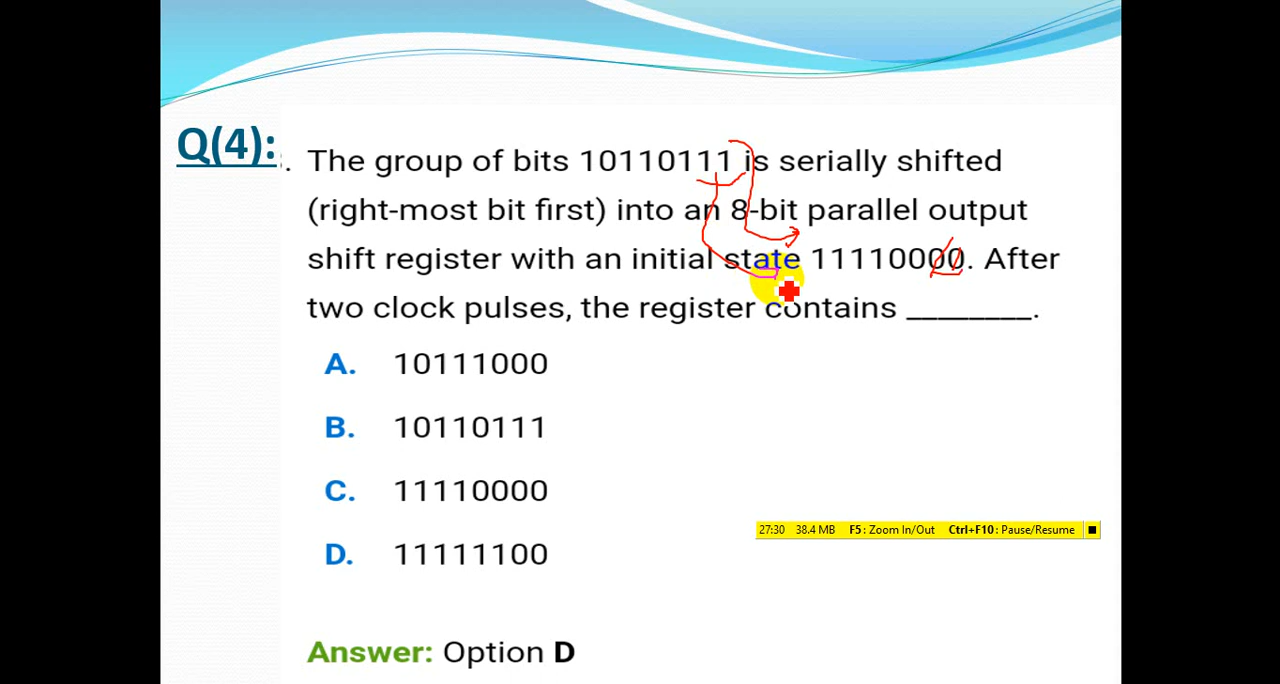 Q(4):
. The group of bits 10110111 is serially shifted
(right-most bit first) into an 8-bit parallel output
shift register with an initial state 11110000. After
two clock pulses, the register contains ________.
A. 10111000
B. 10110111
C. 11110000
27:30 38.4 MB F5: Zoom In/Out Ctrl+F10: Pause/Resume
D. 11111100
Answer: Option D